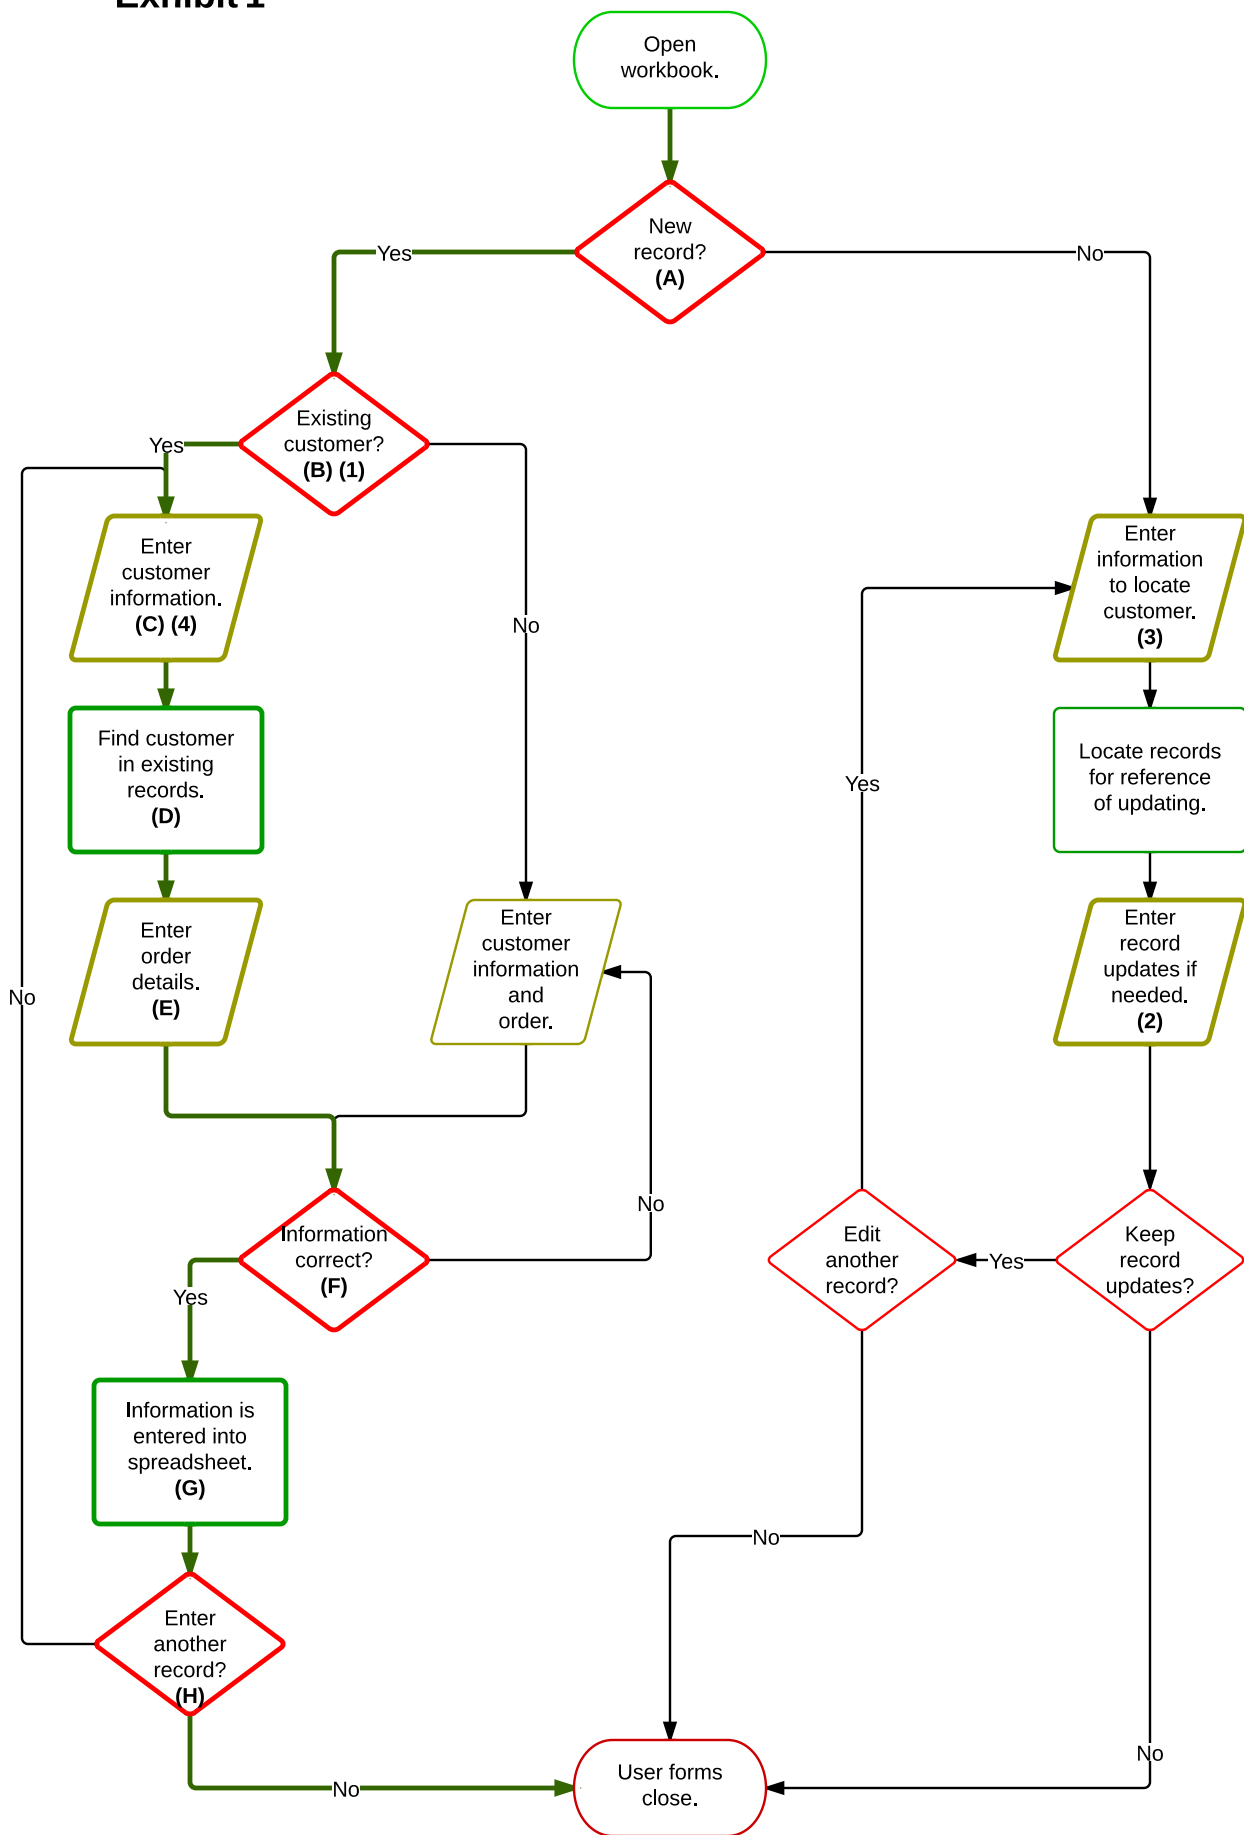 Exhibit 1
Open
workbook.
New
record?
(A)
Yes
No
Existing
customer?
(B) (1)
Yes
No
Enter
customer
information.
(C) (4)
Enter
information
to locate
customer.
(3)
Find customer
in existing
records.
(D)
Locate records
for reference
of updating.
Yes
Enter
order
details.
(E)
Enter
customer
information
and
order.
Enter
record
updates if
needed.
(2)
No
No
Information
correct?
(F)
Edit
another
record?
Yes
Keep
record
updates?
Yes
Information is
entered into
spreadsheet.
(G)
No
Enter
another
record?
(H)
No
No
User forms
close.